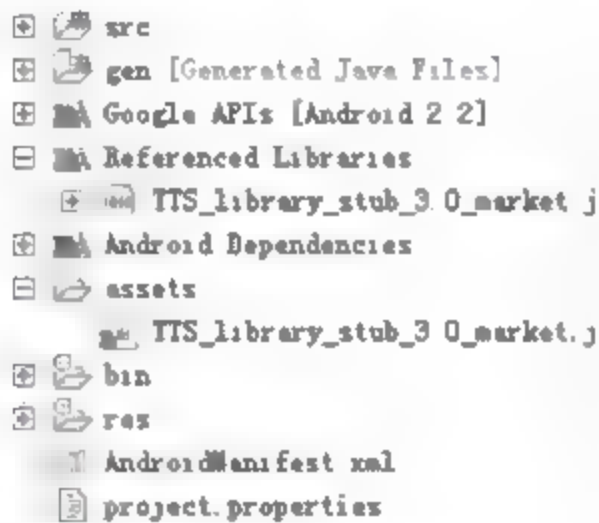 src
gen [Generated Java Files]
Google APIs [Android 2.2]
Referenced Libraries
TTS_library_stub_3.0_market.j
Android Dependencies
assets
TTS_library_stub_3.0_market.j
bin
res
AndroidManifest.xml
project.properties